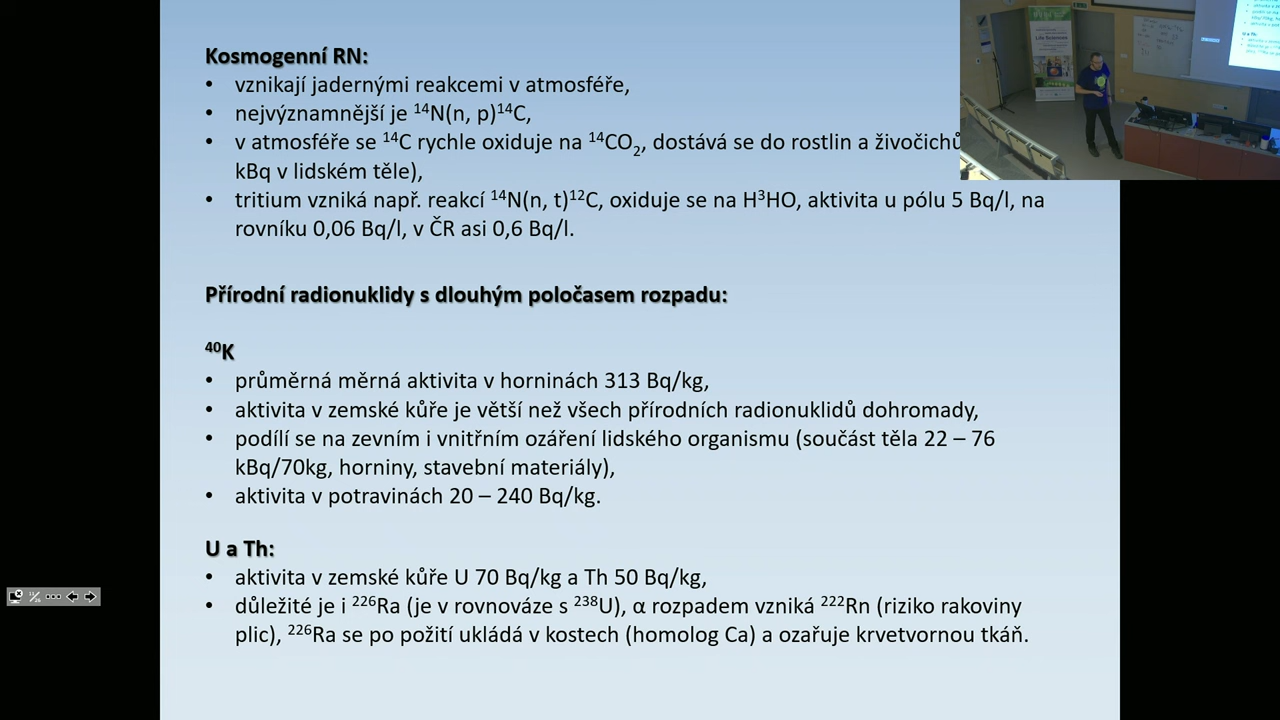 Kosmogenní RN:
• vznikají jadernými reakcemi v atmosféře,
• nejvýznamnější je ¹⁴N(n, p)¹⁴C,
• v atmosféře se ¹⁴C rychle oxiduje na ¹⁴CO₂, dostává se do rostlin a živočichů
kBq v lidském těle),
• tritium vzniká např. reakcí ¹⁴N(n, t)¹²C, oxiduje se na H³HO, aktivita u pólu 5 Bq/l, na
rovníku 0,06 Bq/l, v ČR asi 0,6 Bq/l.
Přírodní radionuklidy s dlouhým poločasem rozpadu:
⁴⁰K
• průměrná měrná aktivita v horninách 313 Bq/kg,
• aktivita v zemské kůře je větší než všech přírodních radionuklidů dohromady,
• podílí se na zevním i vnitřním ozáření lidského organismu (součást těla 22 – 76
kBq/70kg, horniny, stavební materiály),
• aktivita v potravinách 20 – 240 Bq/kg.
U a Th:
• aktivita v zemské kůře U 70 Bq/kg a Th 50 Bq/kg,
• důležité je i ²²⁶Ra (je v rovnováze s ²³⁸U), α rozpadem vzniká ²²²Rn (riziko rakoviny
plic), ²²⁶Ra se po požití ukládá v kostech (homolog Ca) a ozařuje krvetvornou tkáň.